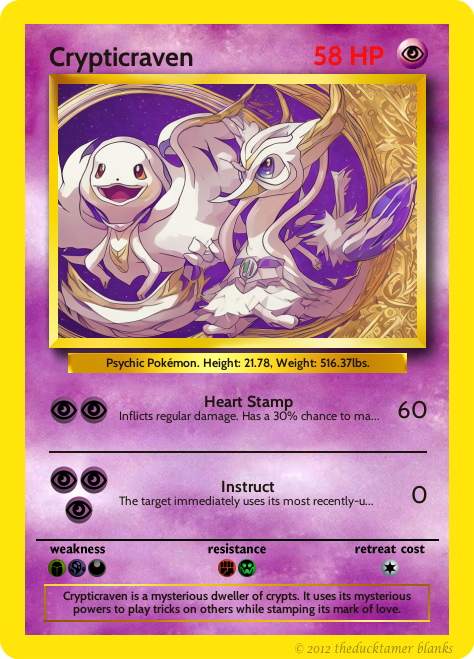 Crypticraven 58 HP
Psychic Pokémon. Height: 21.78, Weight: 516.37lbs.
Heart Stamp
Inflicts regular damage. Has a 30% chance to ma... 60
Instruct
The target immediately uses its most recently-u... 0
weakness resistance retreat cost
Crypticraven is a mysterious dweller of crypts. It uses its mysterious
powers to play tricks on others while stamping its mark of love.
© 2012 theducktamer blanks